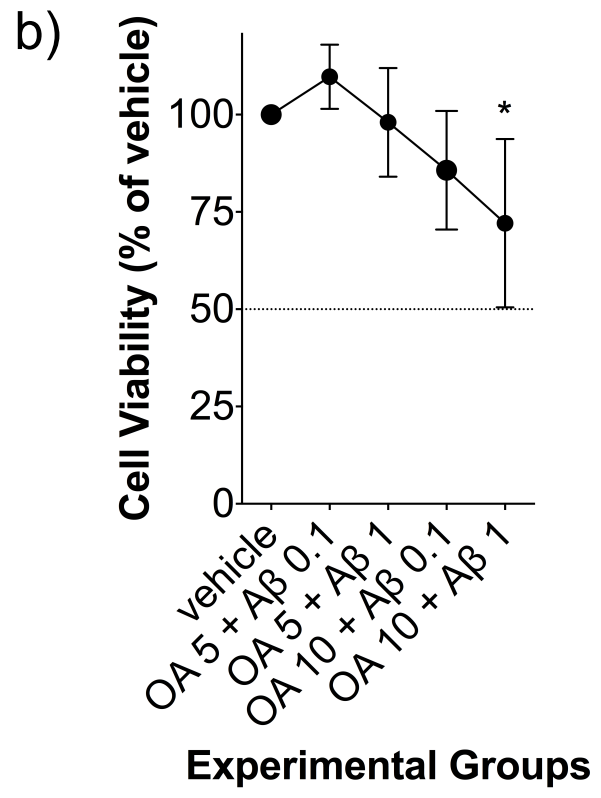 b)
Cell Viability (% of vehicle)
100
75
50
25
0
*
vehicle
OA 5 + Aβ 0.1
OA 5 + Aβ 1
OA 10 + Aβ 0.1
OA 10 + Aβ 1
Experimental Groups